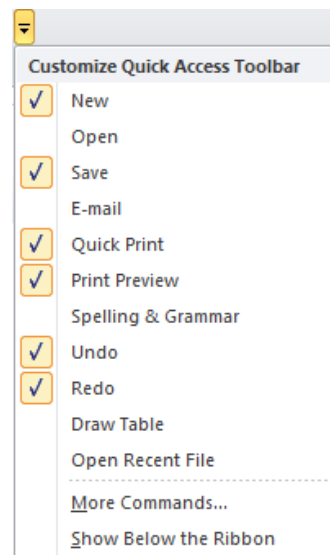 Customize Quick Access Toolbar
New
Open
Save
E-mail
Quick Print
Print Preview
Spelling & Grammar
Undo
Redo
Draw Table
Open Recent File
More Commands...
Show Below the Ribbon